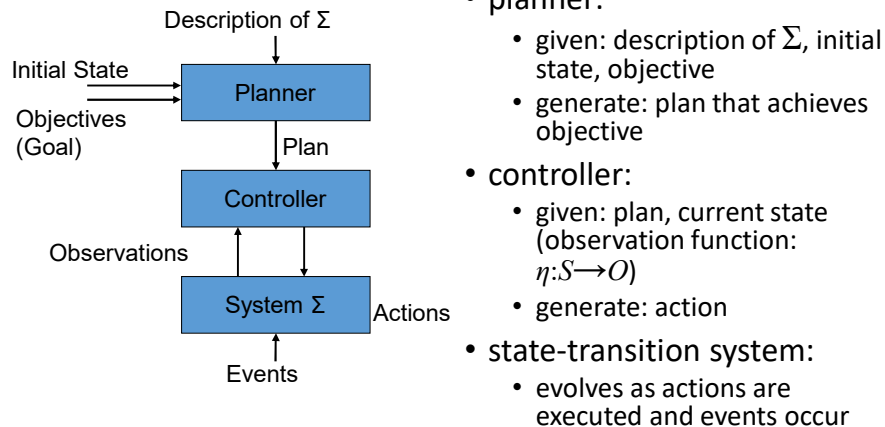 Description of Σ
Initial State
Planner
Objectives
(Goal)
Plan
Controller
Observations
System Σ
Actions
Events
• planner:
• given: description of Σ, initial
state, objective
• generate: plan that achieves
objective
• controller:
• given: plan, current state
(observation function:
η:S→O)
• generate: action
• state-transition system:
• evolves as actions are
executed and events occur